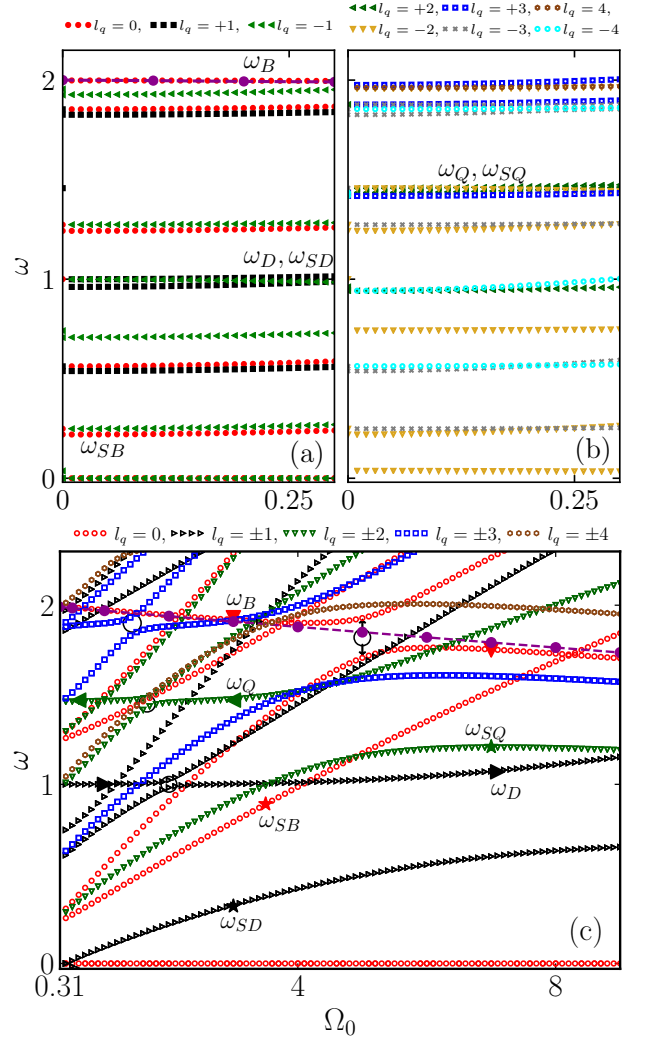 l_q = 0, l_q = +1, l_q = −1
l_q = +2, l_q = +3, l_q = 4,
l_q = −2, l_q = −3, l_q = −4
ω
2
1
0
ω_B
ω_D, ω_SD
ω_SB
(a)
0
0.25
ω_Q, ω_SQ
(b)
0
0.25
l_q = 0, l_q = ±1, l_q = ±2, l_q = ±3, l_q = ±4
ω
2
1
0
ω_B
ω_Q
ω_SQ
ω_D
ω_SB
ω_SD
(c)
0.31
4
8
Ω_0